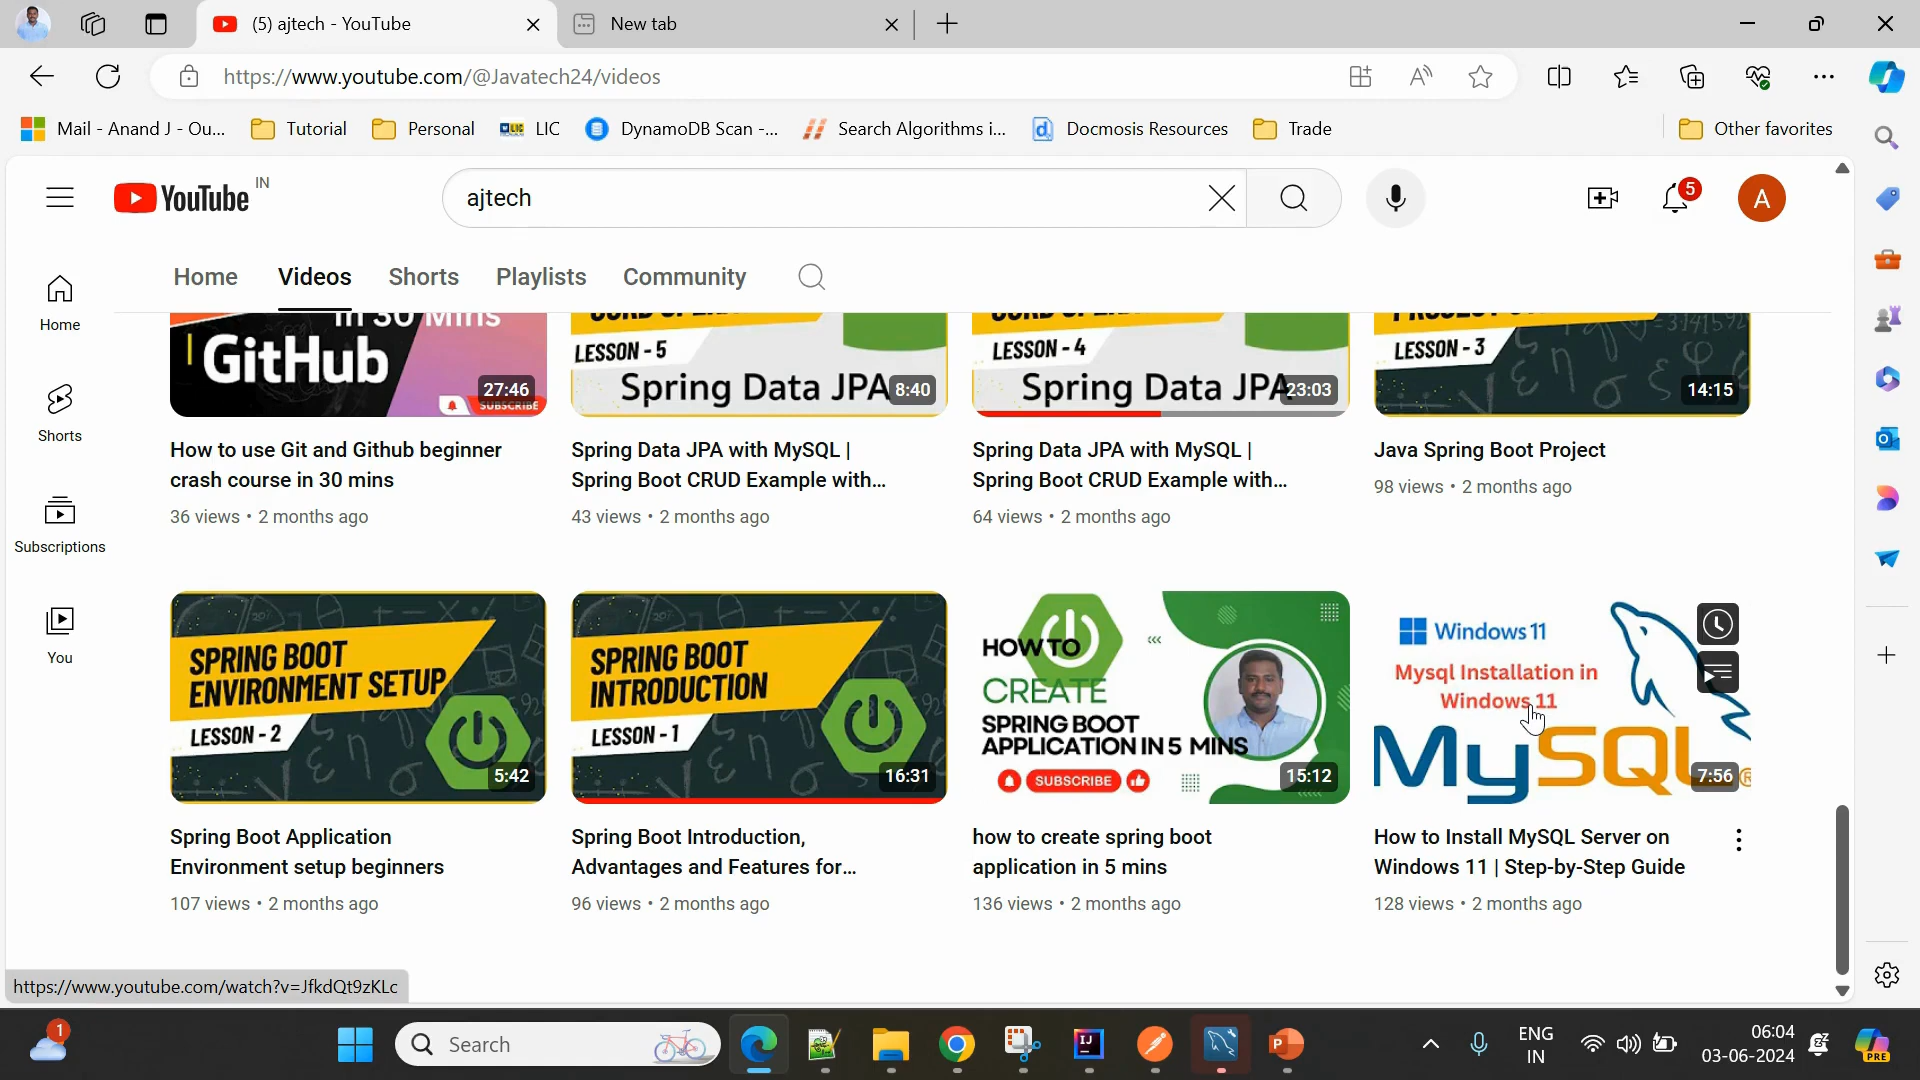 (5) ajtech - YouTube
New tab
https://www.youtube.com/@Javatech24/videos
Mail - Anand J - Ou...
Tutorial
Personal
LIC
DynamoDB Scan -...
Search Algorithms i...
Docmosis Resources
Trade
Other favorites
YouTube IN
ajtech
5
A
Home
Videos
Shorts
Playlists
Community
Home
Shorts
Subscriptions
You
in 30 Mins
GitHub
27:46
SUBSCRIBE
LESSON - 5
Spring Data JPA
8:40
LESSON - 4
Spring Data JPA
23:03
LESSON - 3
14:15
How to use Git and Github beginner
crash course in 30 mins
36 views • 2 months ago
Spring Data JPA with MySQL |
Spring Boot CRUD Example with...
43 views • 2 months ago
Spring Data JPA with MySQL |
Spring Boot CRUD Example with...
64 views • 2 months ago
Java Spring Boot Project
98 views • 2 months ago
SPRING BOOT
ENVIRONMENT SETUP
LESSON - 2
5:42
SPRING BOOT
INTRODUCTION
LESSON - 1
16:31
HOW TO
CREATE
SPRING BOOT
APPLICATION IN 5 MINS
SUBSCRIBE
15:12
Windows 11
Mysql Installation in
Windows 11
MySQL
7:56
Spring Boot Application
Environment setup beginners
107 views • 2 months ago
Spring Boot Introduction,
Advantages and Features for...
96 views • 2 months ago
how to create spring boot
application in 5 mins
136 views • 2 months ago
How to Install MySQL Server on
Windows 11 | Step-by-Step Guide
128 views • 2 months ago
https://www.youtube.com/watch?v=JfkdQt9zKLc
1
Search
ENG
IN
06:04
03-06-2024
PRE